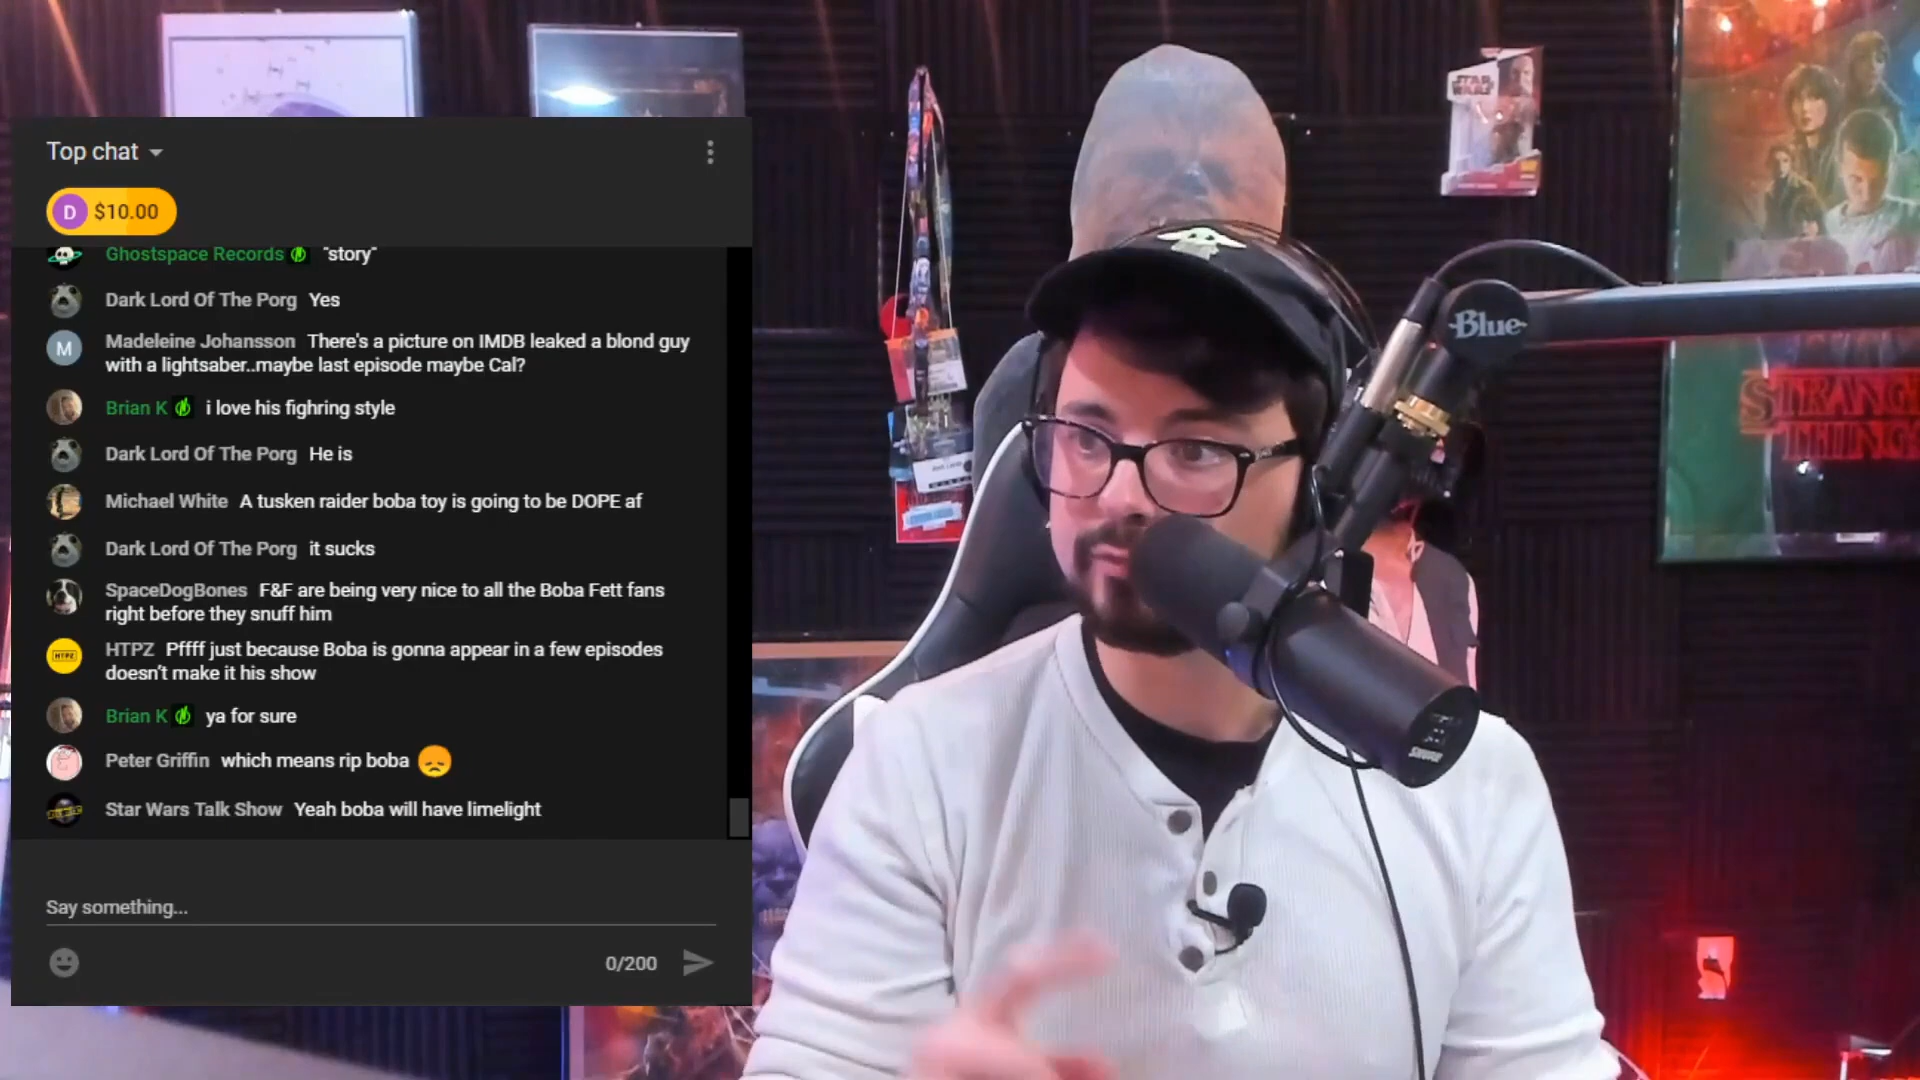 Top chat
D $10.00
Ghostspace Records "story"
Dark Lord Of The Porg Yes
Madeleine Johansson There's a picture on IMDB leaked a blond guy
with a lightsaber..maybe last episode maybe Cal?
M
Brian K i love his fighring style
Dark Lord Of The Porg He is
Michael White A tusken raider boba toy is going to be DOPE af
Dark Lord Of The Porg it sucks
SpaceDogBones F&F are being very nice to all the Boba Fett fans
right before they snuff him
HTPZ Pffff just because Boba is gonna appear in a few episodes
doesn't make it his show
HTPZ
Brian K ya for sure
Peter Griffin which means rip boba
Star Wars Talk Show Yeah boba will have limelight
Say something...
0/200
STAR
WARS
Blue
STRANGE
THINGS
SHURE